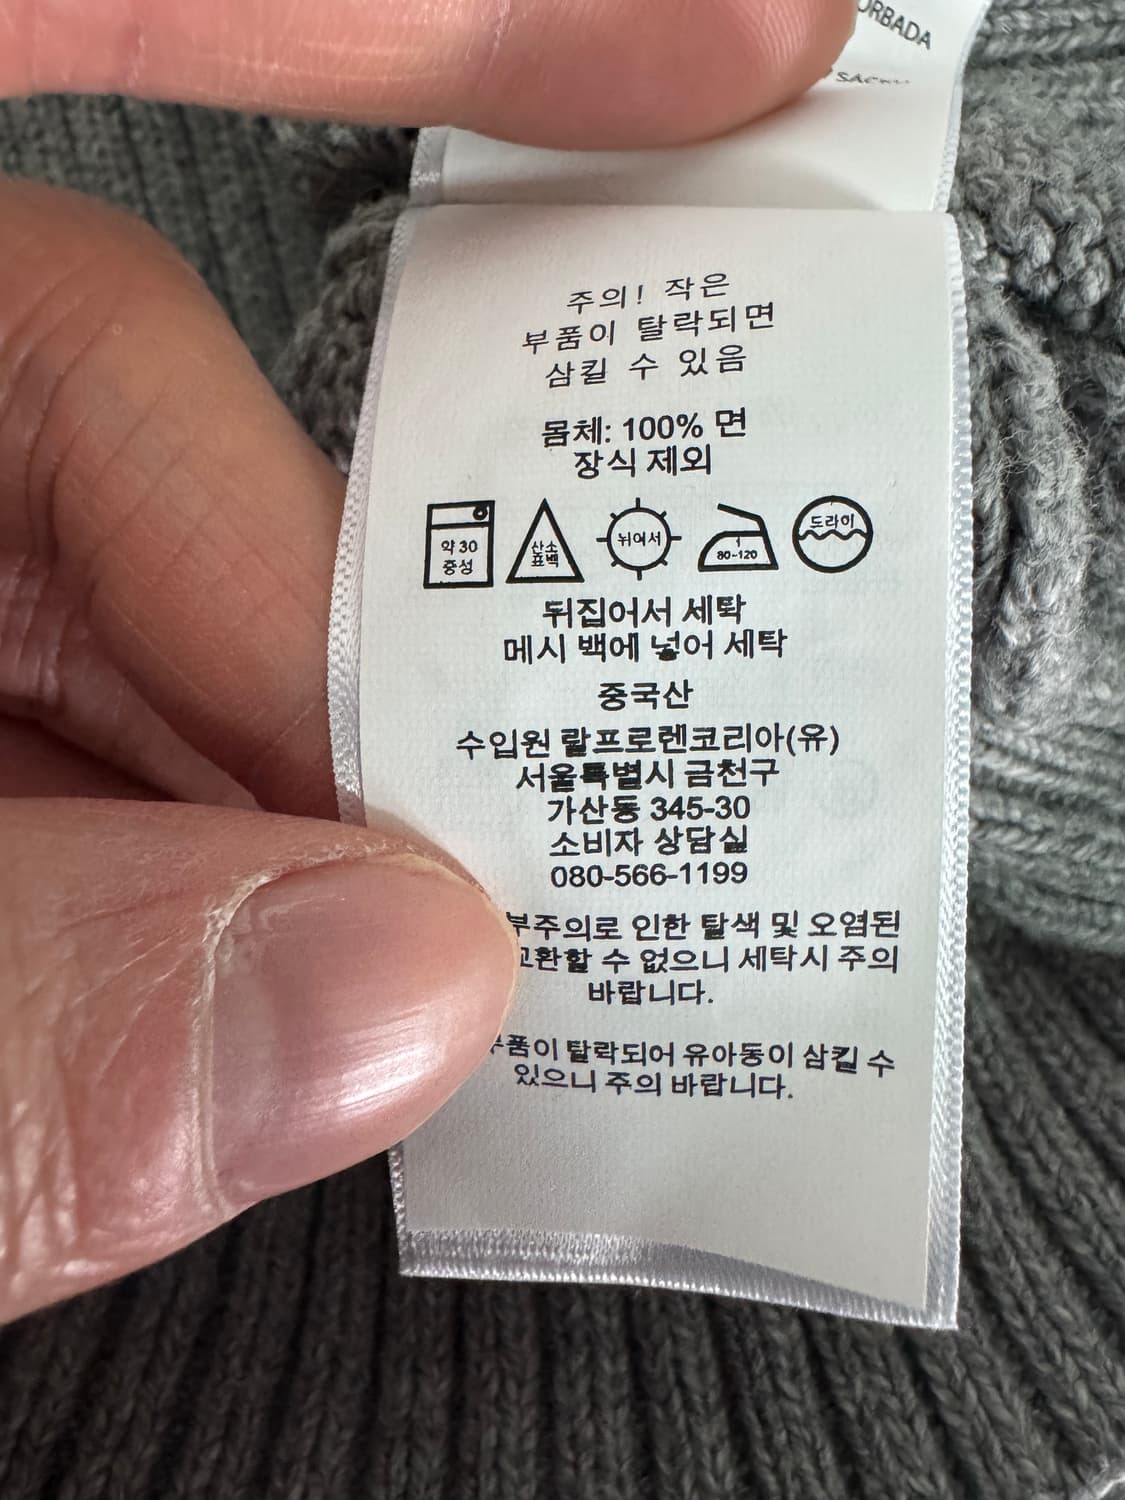 ORBADA
주의! 작은
부품이 탈락되면
삼킬 수 있음
몸체: 100% 면
장식 제외
약 30
중성
산소
표백
뉘어서
1
80~120
드라이
뒤집어서 세탁
메시 백에 넣어 세탁
중국산
수입원 랄프로렌코리아(유)
서울특별시 금천구
가산동 345-30
소비자 상담실
080-566-1199
부주의로 인한 탈색 및 오염된
교환할 수 없으니 세탁시 주의
바랍니다.
부품이 탈락되어 유아동이 삼킬 수
있으니 주의 바랍니다.